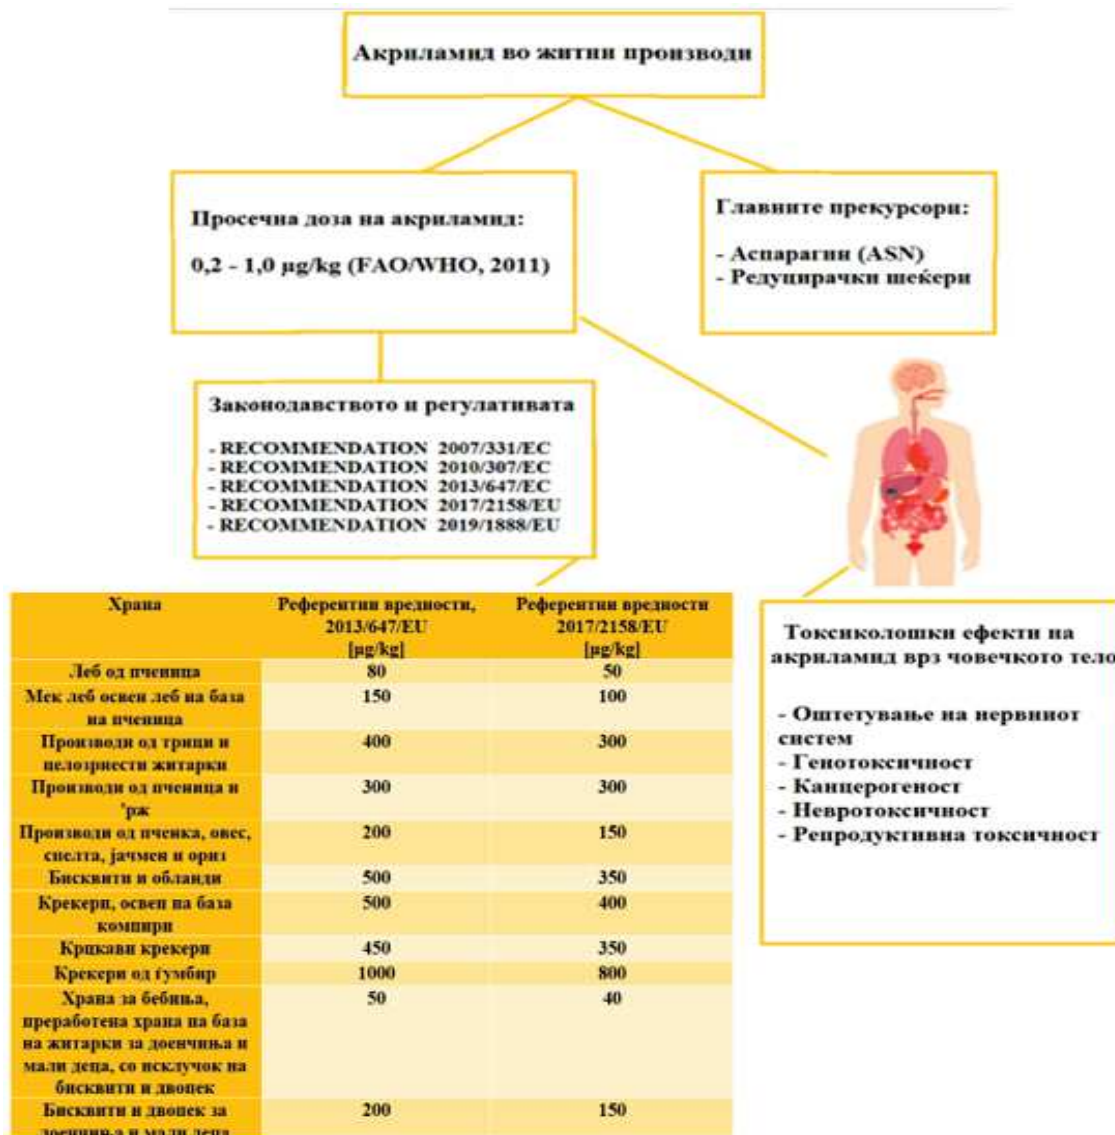 Акриламид во житни производи
Просечна доза на акриламид:
0,2 - 1,0 µg/kg (FAO/WHO, 2011)
Главните прекурсори:
- Аспарагин (ASN)
- Редуцирачки шеќери
Законодавството и регулативата
- RECOMMENDATION 2007/331/EC
- RECOMMENDATION 2010/307/EC
- RECOMMENDATION 2013/647/EC
- RECOMMENDATION 2017/2158/EU
- RECOMMENDATION 2019/1888/EU
Храна
Референтни вредности, 2013/647/EU [µg/kg]
Референтни вредности 2017/2158/EU [µg/kg]
Леб од пченица 80 50
Мек леб освен леб на база
на пченица 150 100
Производи од трици и
целозрнести житарки 400 300
Производи од пченица и
'рж 300 300
Производи од пченка, овес,
спелта, јачмен и ориз 200 150
Бисквити и обланди 500 350
Крекери, освен на база
компири 500 400
Крцкави крекери 450 350
Крекери од ѓумбир 1000 800
Храна за бебиња,
преработена храна на база
на житарки за доенчиња и
мали деца, со исклучок на
бисквити и двопек 50 40
Бисквити и двопек за
доенчиња и мали деца 200 150
Токсиколошки ефекти на
акриламид врз човечкото тело
- Оштетување на нервниот
систем
- Генотоксичност
- Канцерогеност
- Невротоксичност
- Репродуктивна токсичност